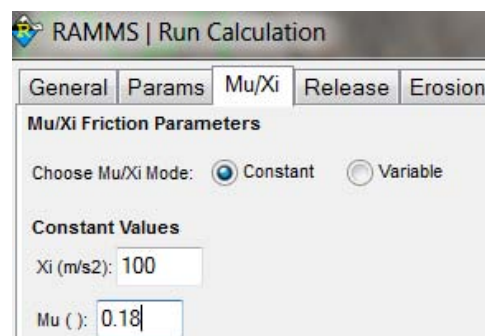 RAMMS | Run Calculation
General Params Mu/Xi Release Erosion
Mu/Xi Friction Parameters
Choose Mu/Xi Mode: Constant Variable
Constant Values
Xi (m/s2): 100
Mu ( ): 0.18